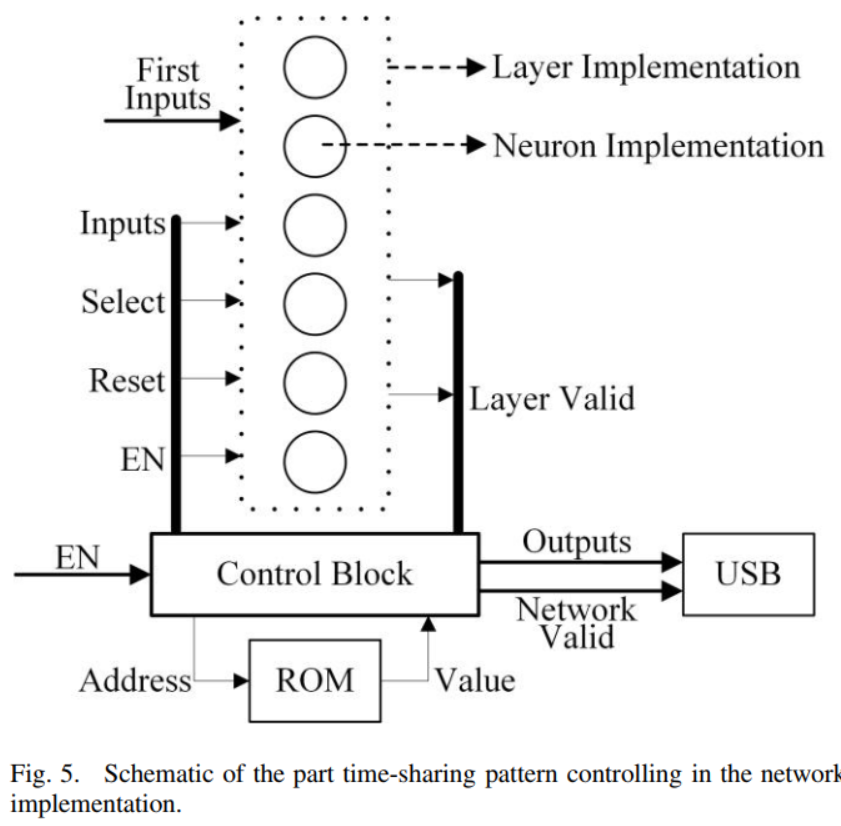 First
Inputs
Layer Implementation
Neuron Implementation
Inputs
Select
Reset
EN
Layer Valid
EN
Control Block
Outputs
Network
Valid
USB
Address
ROM
Value
Fig. 5. Schematic of the part time-sharing pattern controlling in the network
implementation.